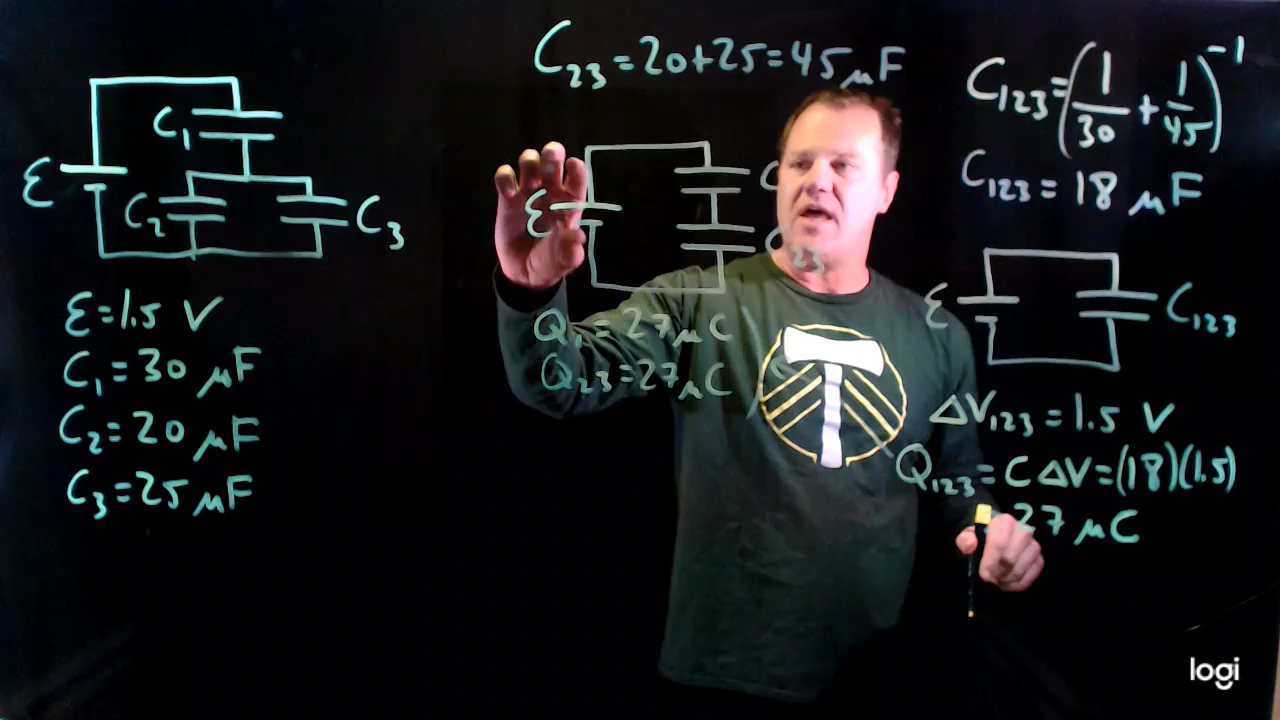 C₂₃ = 20+25 = 45 μF
C₁₂₃ = (1/30 + 1/45)⁻¹
C₁₂₃ = 18 μF
ε
C₁
C₂
C₃
ε = 1.5 V
C₁ = 30 μF
C₂ = 20 μF
C₃ = 25 μF
ε
C
C₂₃
Q₁ = 27 μC
Q₂₃ = 27 μC
ε
C₁₂₃
ΔV₁₂₃ = 1.5 V
Q₁₂₃ = C ΔV = (18)(1.5)
27 μC
T
logi